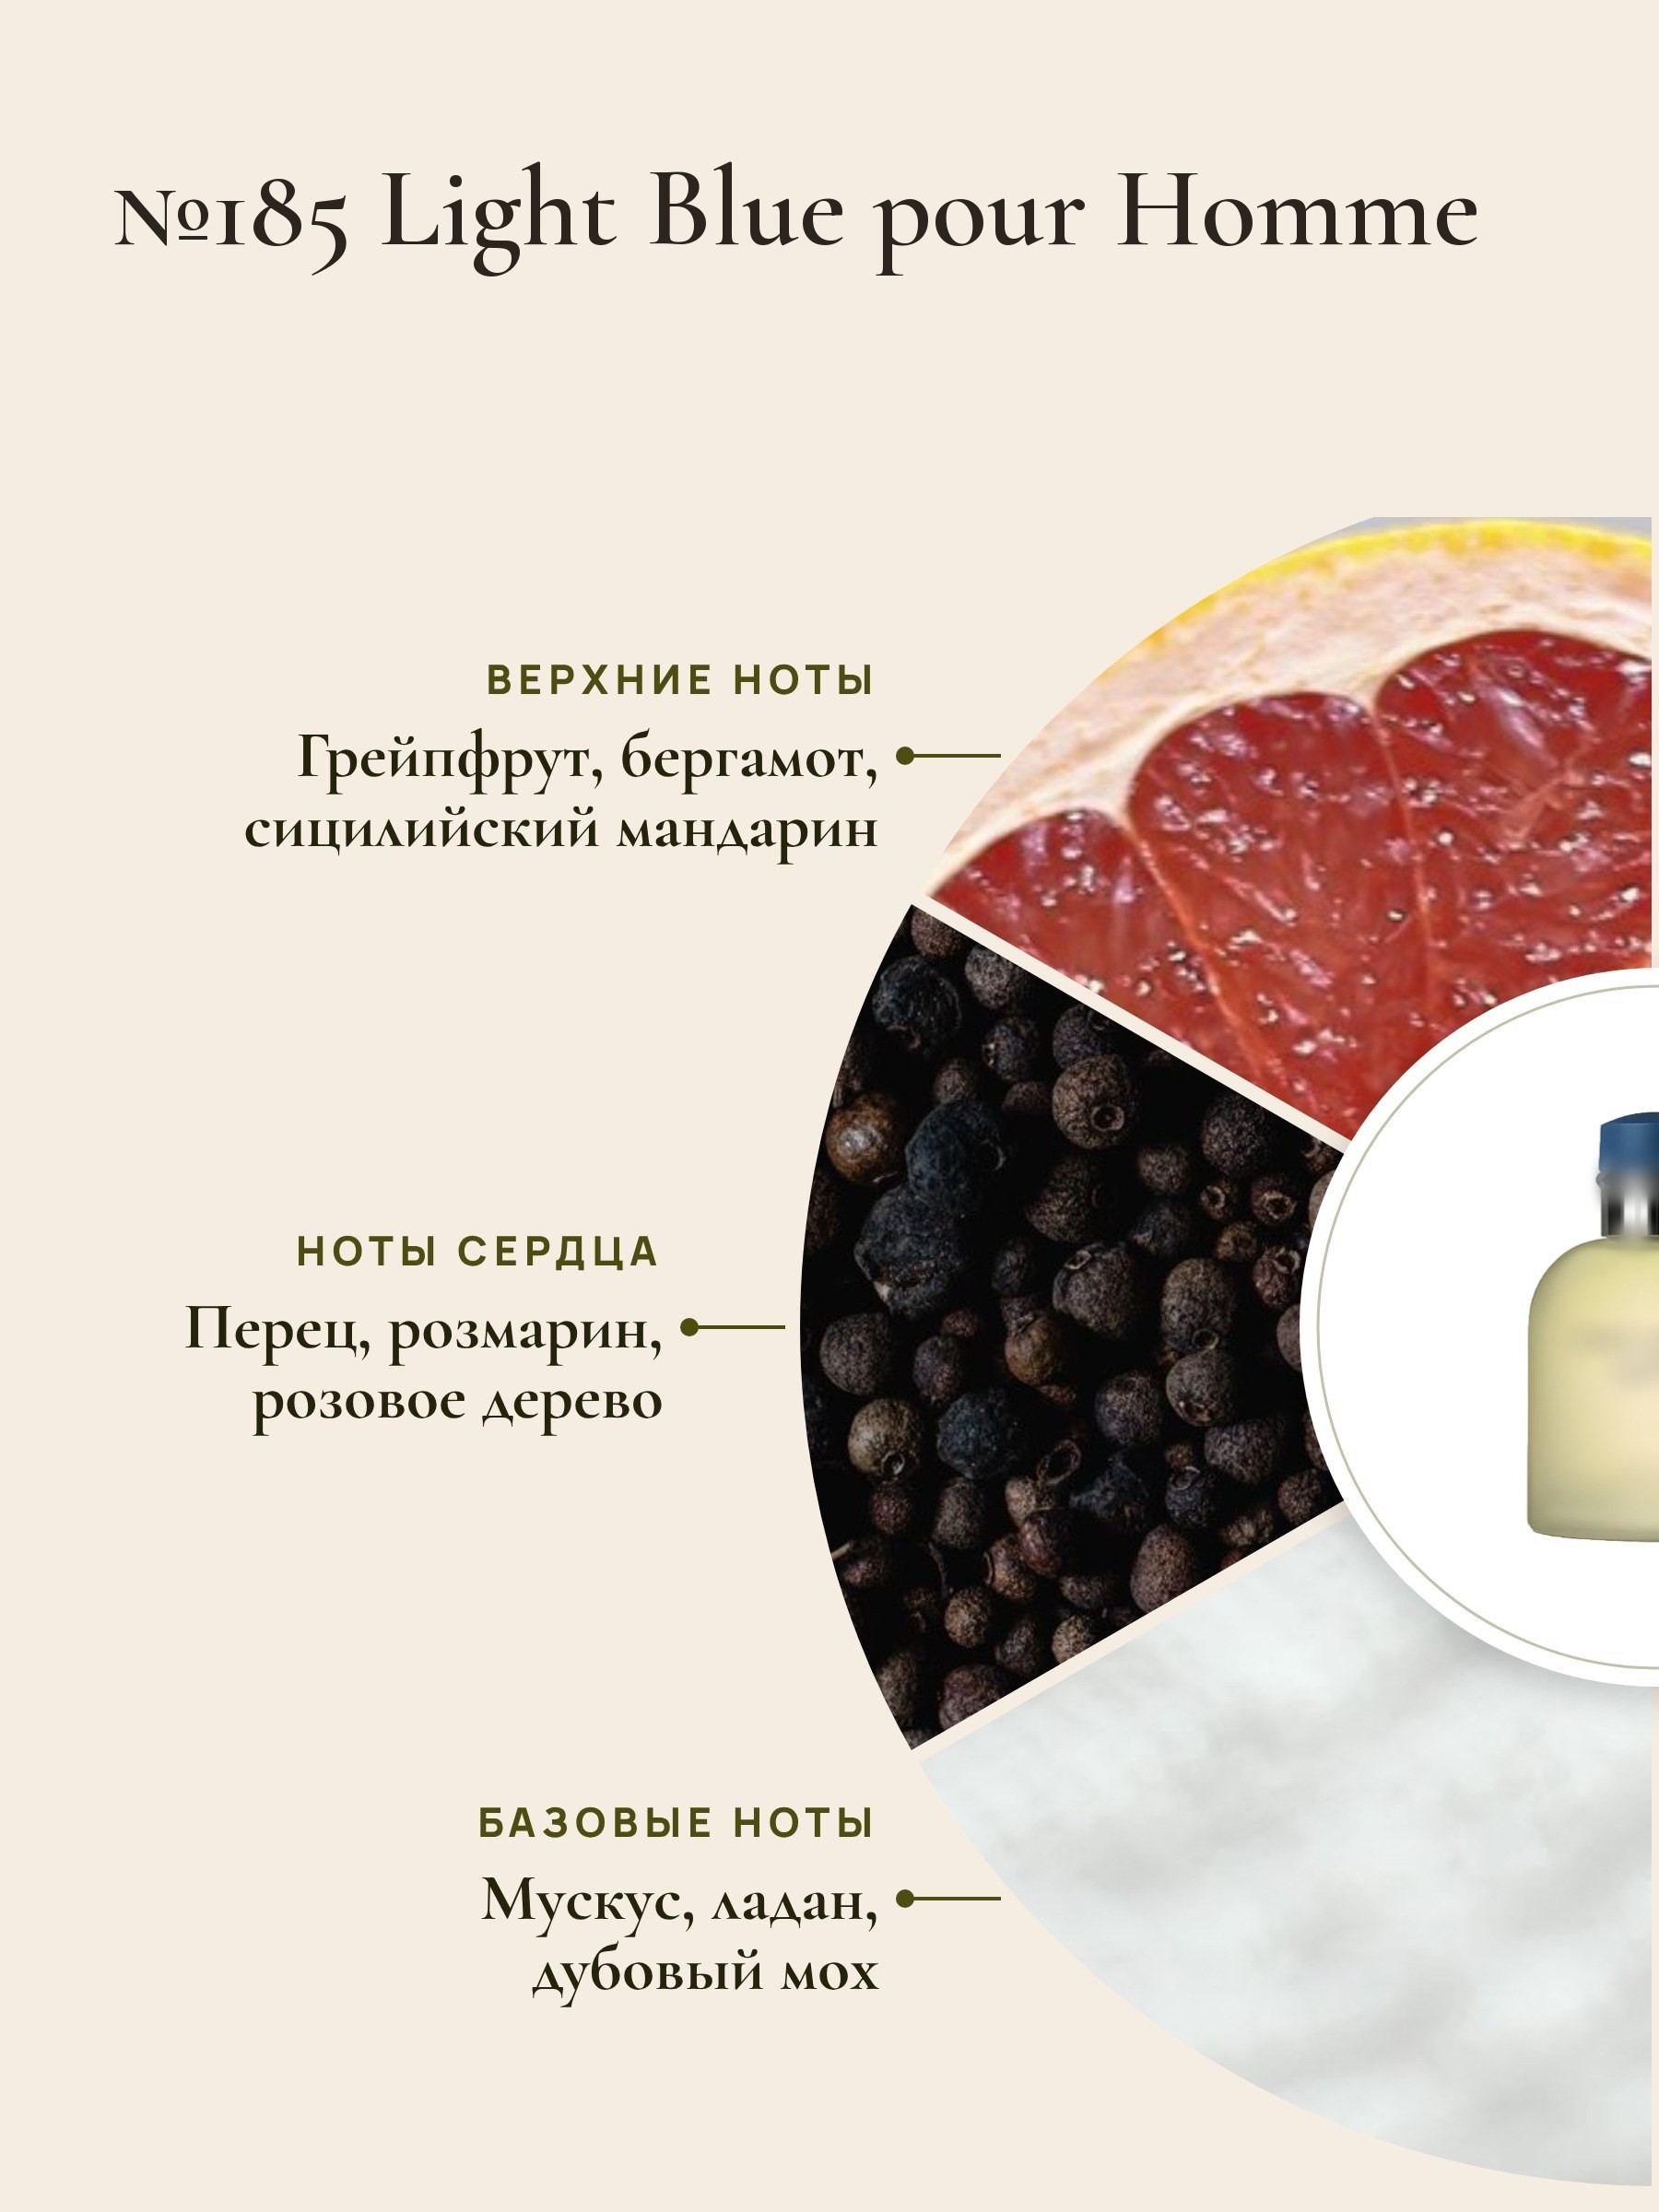 №185 Light Blue pour Homme
ВЕРХНИЕ НОТЫ
Грейпфрут, бергамот,
сицилийский мандарин
НОТЫ СЕРДЦА
Перец, розмарин,
розовое дерево
БАЗОВЫЕ НОТЫ
Мускус, ладан,
дубовый мох